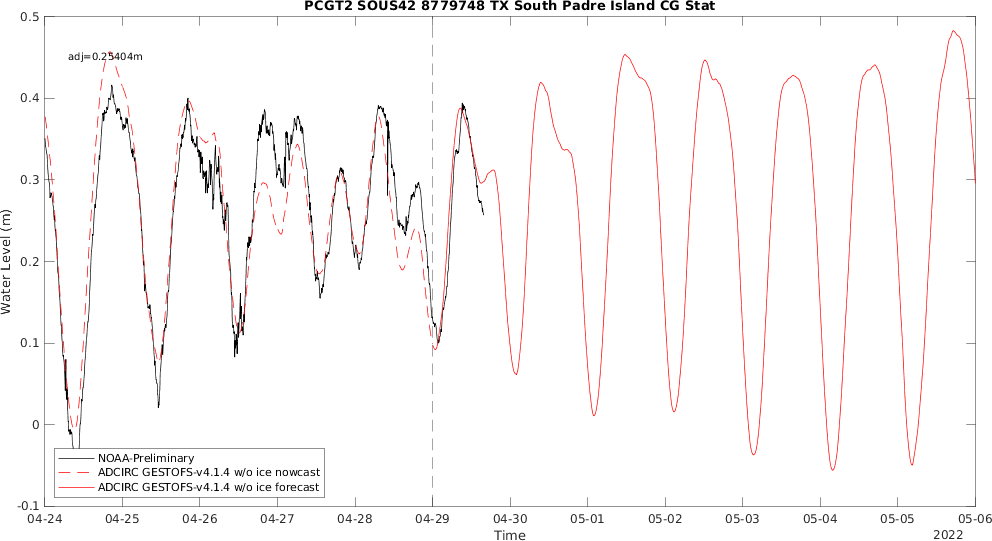 PCGT2 SOUS42 8779748 TX South Padre Island CG Stat
adj=0.25404m
0.5
0.4
0.3
0.2
0.1
0
-0.1
Water Level (m)
NOAA-Preliminary
ADCIRC GESTOFS-v4.1.4 w/o ice nowcast
ADCIRC GESTOFS-v4.1.4 w/o ice forecast
04-24 04-25 04-26 04-27 04-28 04-29 04-30 05-01 05-02 05-03 05-04 05-05 05-06
Time
2022